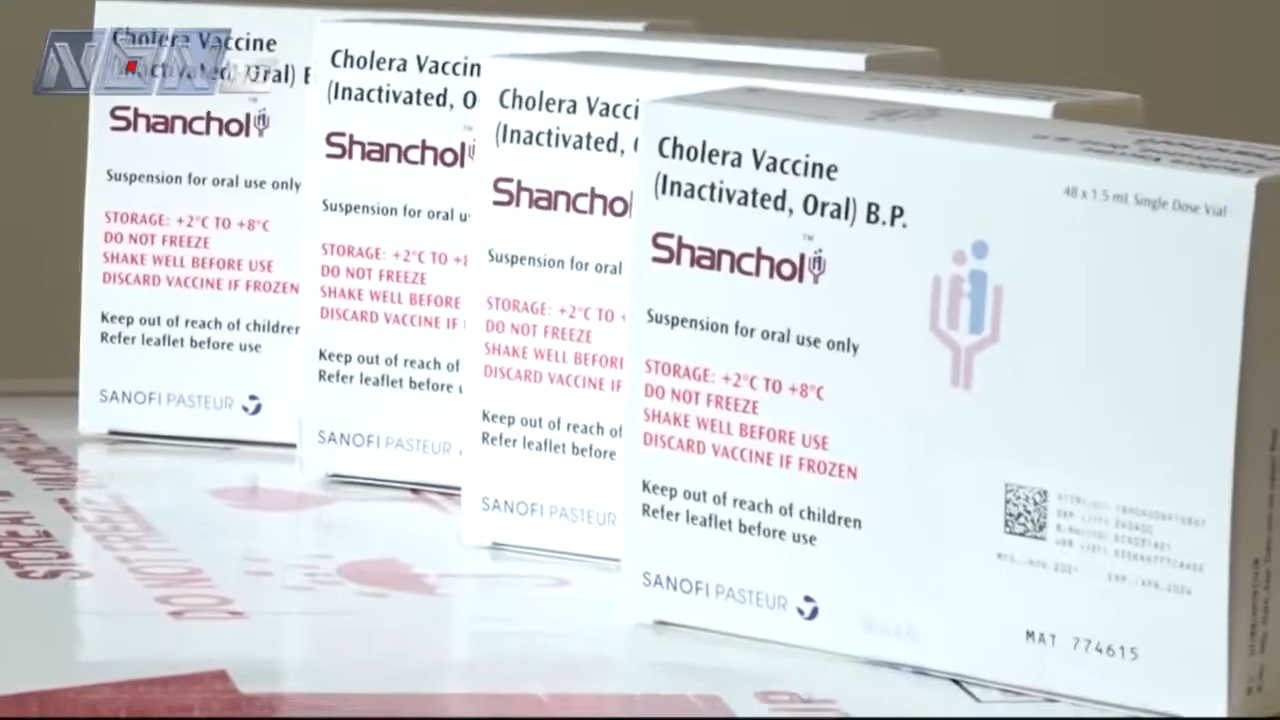 Cholera Vaccine
Shanchol
Suspension for oral use only
STORAGE: +2°C TO +8°C
DO NOT FREEZE
SHAKE WELL BEFORE USE
DISCARD VACCINE IF FROZEN
Keep out of reach of children
Refer leaflet before use
SANOFI PASTEUR
Cholera Vaccin
(Inactivated, O
Shanchol
Suspension for oral u
STORAGE: +2°C TO +8
DO NOT FREEZE
SHAKE WELL BEFORE
DISCARD VACCINE IF
Keep out of reach of
Refer leaflet before
SANOFI PASTEUR
Cholera Vacci
(Inactivated,
Shanchol
Suspension for oral
STORAGE: +2°C TO +
DO NOT FREEZE
SHAKE WELL BEFORE
DISCARD VACCINE IF
Keep out of reach of
Refer leaflet before
SANOFI PASTEUR
Cholera Vaccine
(Inactivated, Oral) B.P.
48 x 1.5 mL Single Dose Vial
Shanchol™
Suspension for oral use only
STORAGE: +2°C TO +8°C
DO NOT FREEZE
SHAKE WELL BEFORE USE
DISCARD VACCINE IF FROZEN
Keep out of reach of children
Refer leaflet before use
SANOFI PASTEUR
MAT 774615
DO NOT FREEZE